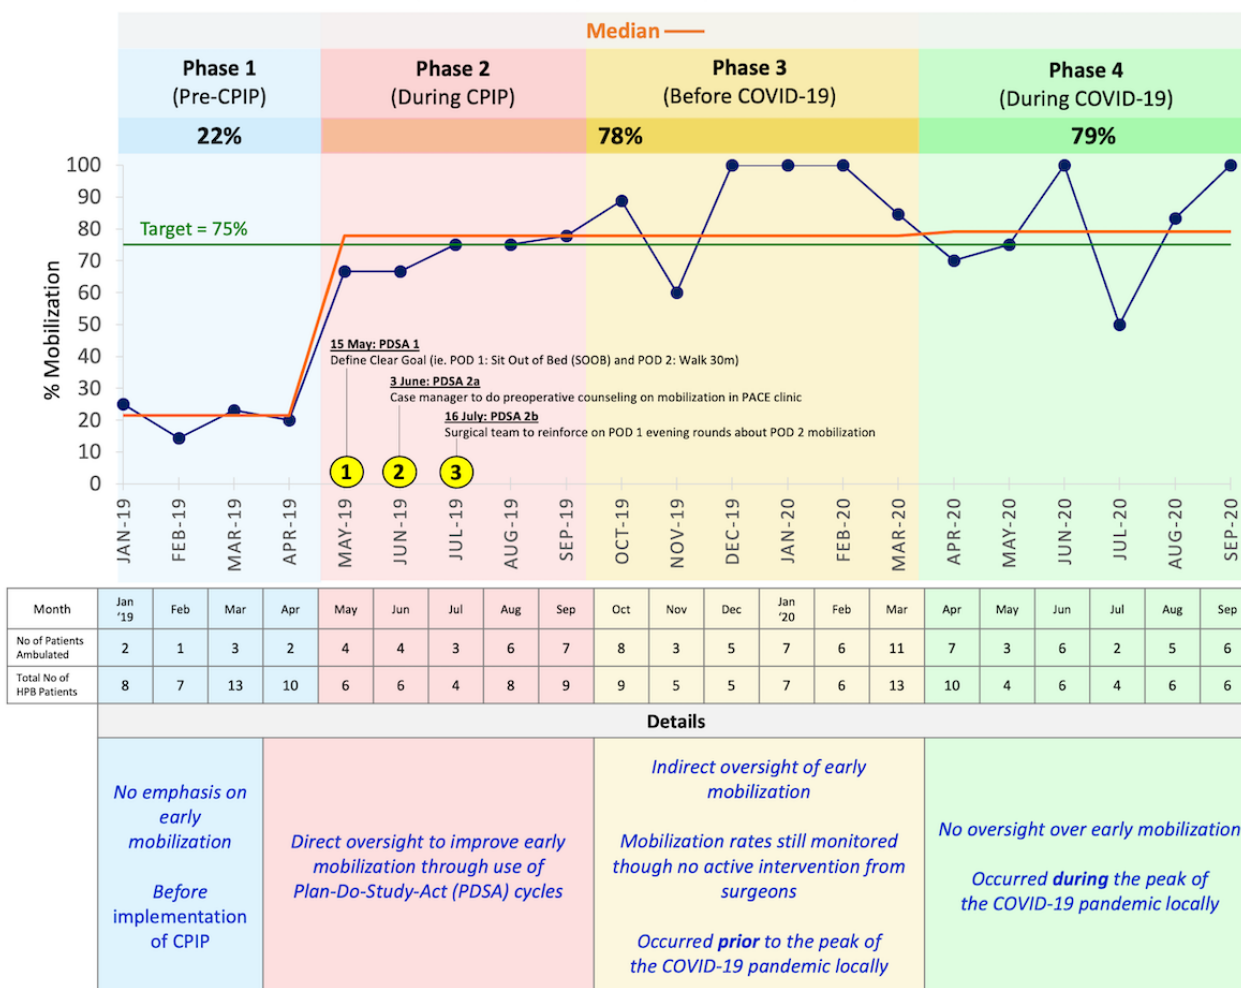 Median
Phase 1
(Pre-CPIP)
Phase 2
(During CPIP)
Phase 3
(Before COVID-19)
Phase 4
(During COVID-19)
22%
78%
79%
% Mobilization
100
90
80
70
60
50
40
30
20
10
0
Target = 75%
15 May: PDSA 1
Define Clear Goal (ie. POD 1: Sit Out of Bed (SOOB) and POD 2: Walk 30m)
3 June: PDSA 2a
Case manager to do preoperative counseling on mobilization in PACE clinic
16 July: PDSA 2b
Surgical team to reinforce on POD 1 evening rounds about POD 2 mobilization
1 2 3
JAN-19 FEB-19 MAR-19 APR-19 MAY-19 JUN-19 JUL-19 AUG-19 SEP-19 OCT-19 NOV-19 DEC-19 JAN-20 FEB-20 MAR-20 APR-20 MAY-20 JUN-20 JUL-20 AUG-20 SEP-20
Month Jan '19 Feb Mar Apr May Jun Jul Aug Sep Oct Nov Dec Jan '20 Feb Mar Apr May Jun Jul Aug Sep
No of Patients Ambulated 2 1 3 2 4 4 3 6 7 8 3 5 7 6 11 7 3 6 2 5 6
Total No of HPB Patients 8 7 13 10 6 6 4 8 9 9 5 5 7 6 13 10 4 6 4 6 6
Details
No emphasis on
early
mobilization
Before
implementation
of CPIP
Direct oversight to improve early
mobilization through use of
Plan-Do-Study-Act (PDSA) cycles
Indirect oversight of early
mobilization
Mobilization rates still monitored
though no active intervention from
surgeons
Occurred prior to the peak of
the COVID-19 pandemic locally
No oversight over early mobilization
Occurred during the peak of
the COVID-19 pandemic locally